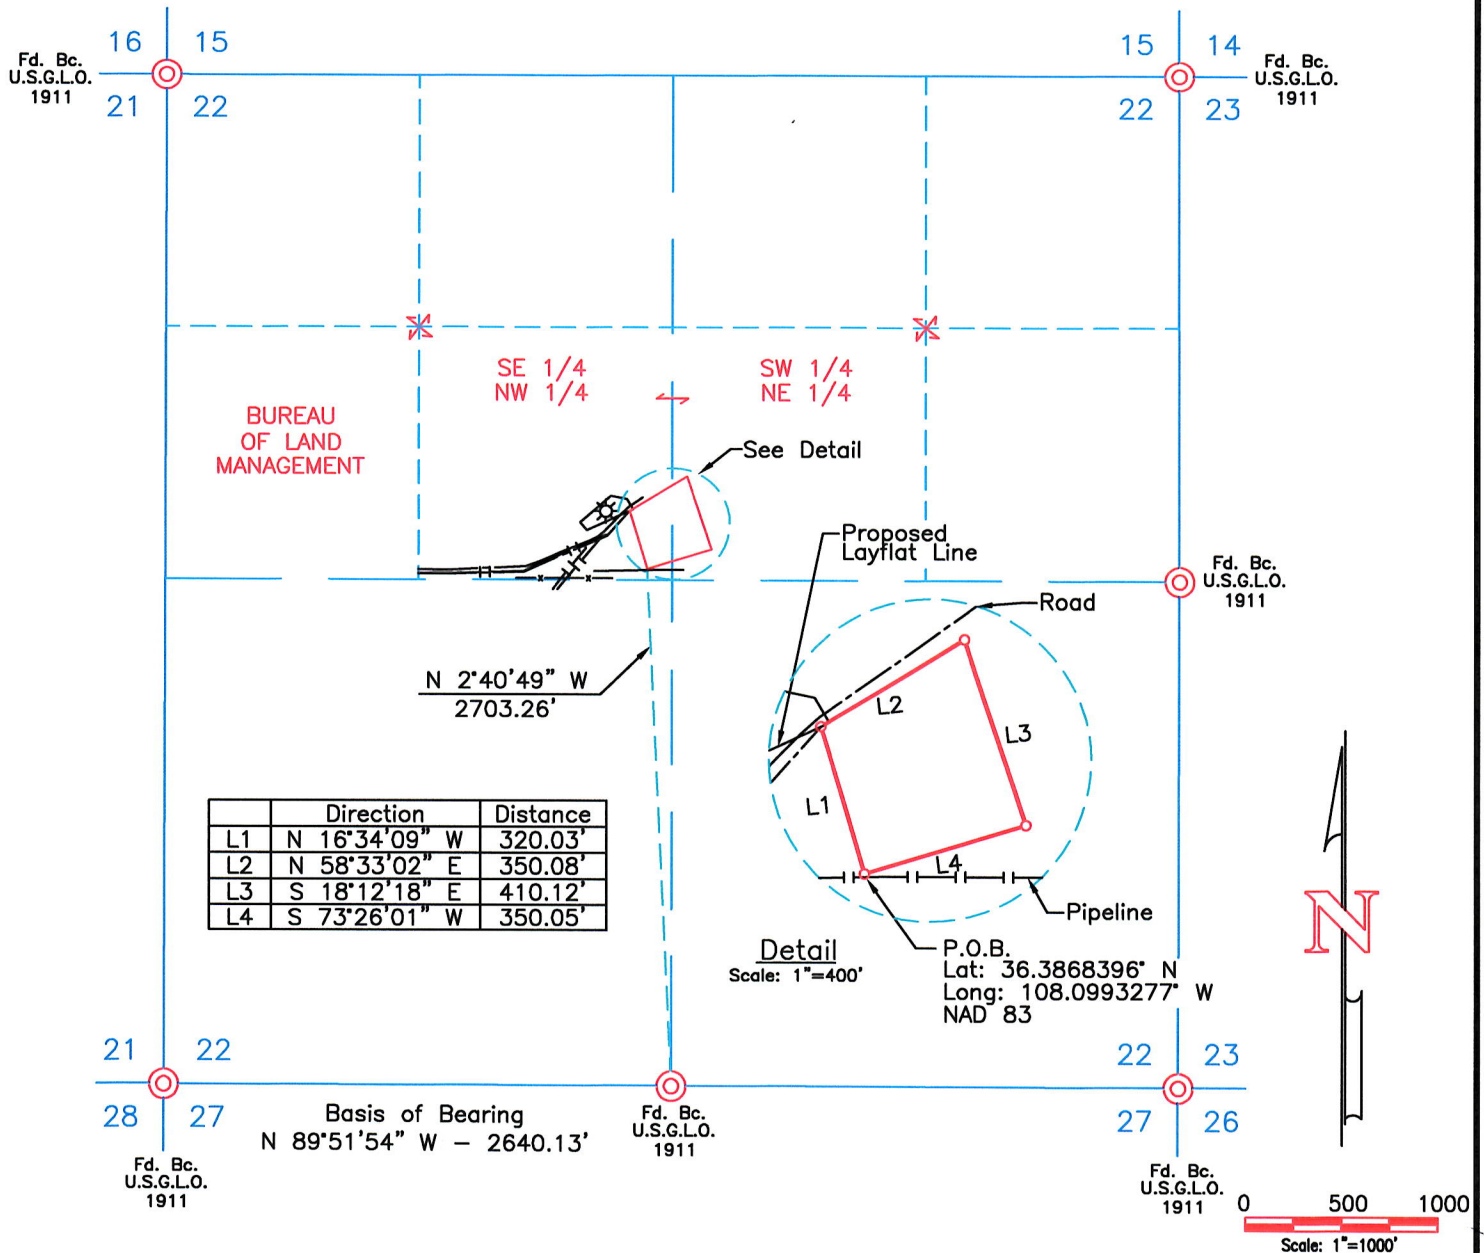 16 15
15 14
Fd. Bc.
U.S.G.L.O.
1911
Fd. Bc.
U.S.G.L.O.
1911
21 22
22 23
SE 1/4
NW 1/4
SW 1/4
NE 1/4
BUREAU
OF LAND
MANAGEMENT
See Detail
Proposed
Layflat Line
Fd. Bc.
U.S.G.L.O.
1911
Road
N 2°40'49" W
2703.26'
L2
L3
L1
L4
Direction Distance
L1 N 16°34'09" W 320.03'
L2 N 58°33'02" E 350.08'
L3 S 18°12'18" E 410.12'
L4 S 73°26'01" W 350.05'
Pipeline
Detail
Scale: 1"=400'
P.O.B.
Lat: 36.3868396° N
Long: 108.0993277° W
NAD 83
N
21 22
22 23
28 27
27 26
Basis of Bearing
N 89°51'54" W - 2640.13'
Fd. Bc.
U.S.G.L.O.
1911
Fd. Bc.
U.S.G.L.O.
1911
Fd. Bc.
U.S.G.L.O.
1911
0 500 1000
Scale: 1"=1000'